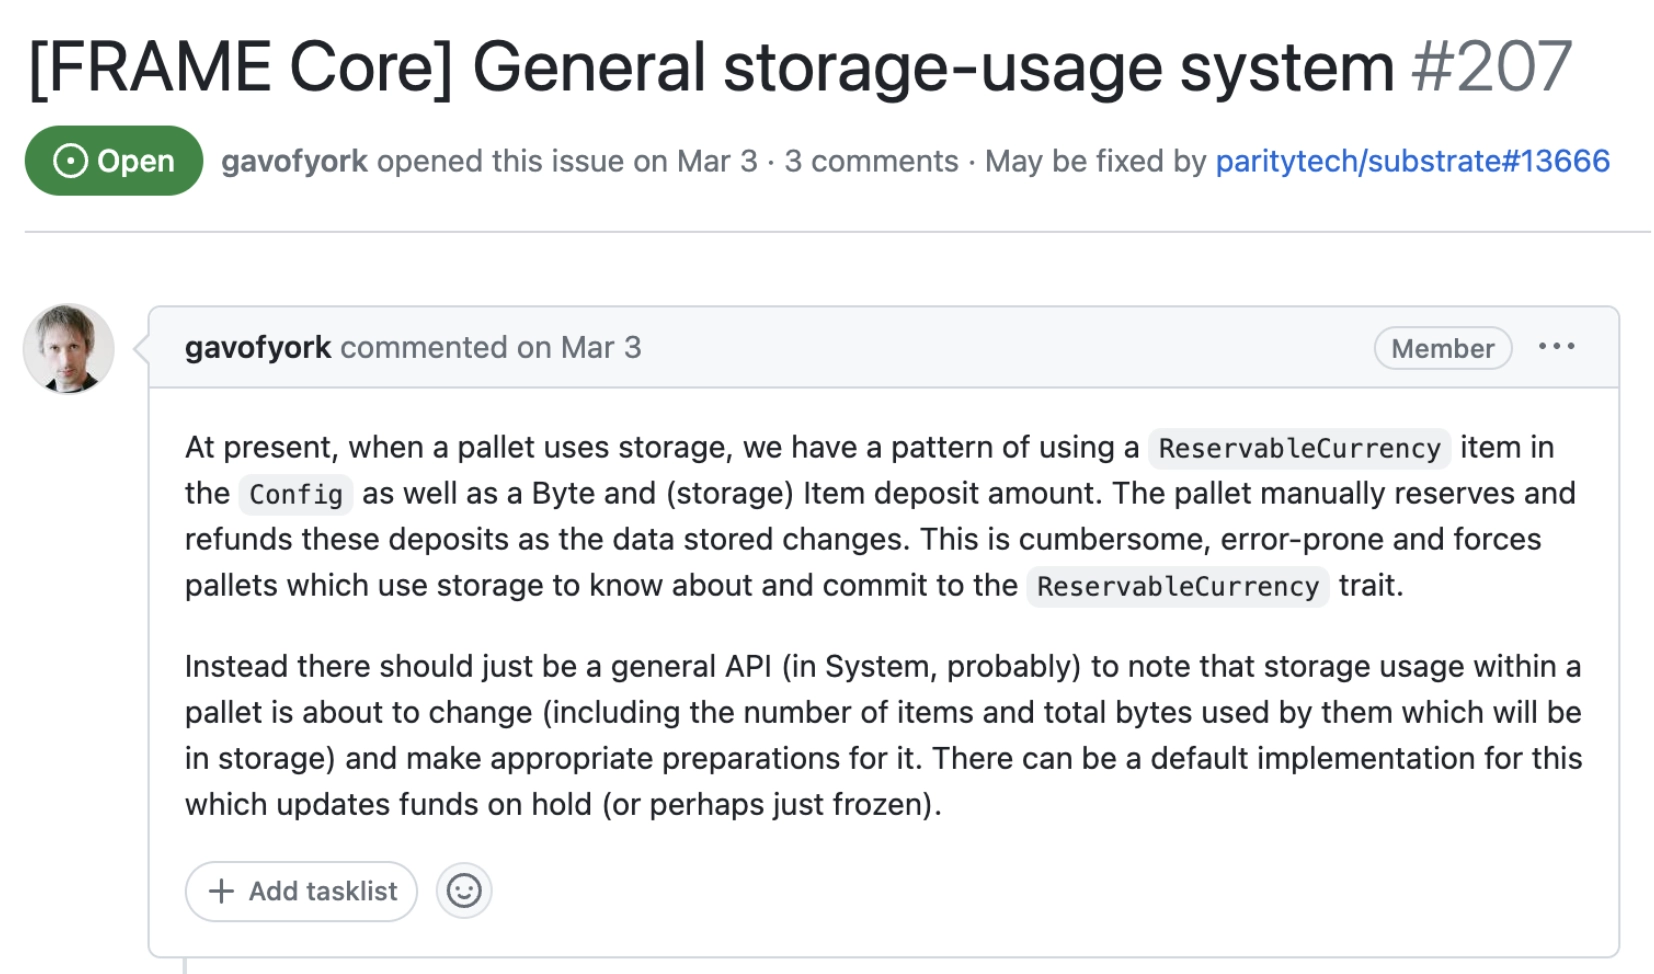 [FRAME Core] General storage-usage system #207
Open gavofyork opened this issue on Mar 3 · 3 comments · May be fixed by paritytech/substrate#13666
gavofyork commented on Mar 3 Member ...
At present, when a pallet uses storage, we have a pattern of using a ReservableCurrency item in
the Config as well as a Byte and (storage) Item deposit amount. The pallet manually reserves and
refunds these deposits as the data stored changes. This is cumbersome, error-prone and forces
pallets which use storage to know about and commit to the ReservableCurrency trait.
Instead there should just be a general API (in System, probably) to note that storage usage within a
pallet is about to change (including the number of items and total bytes used by them which will be
in storage) and make appropriate preparations for it. There can be a default implementation for this
which updates funds on hold (or perhaps just frozen).
+ Add tasklist